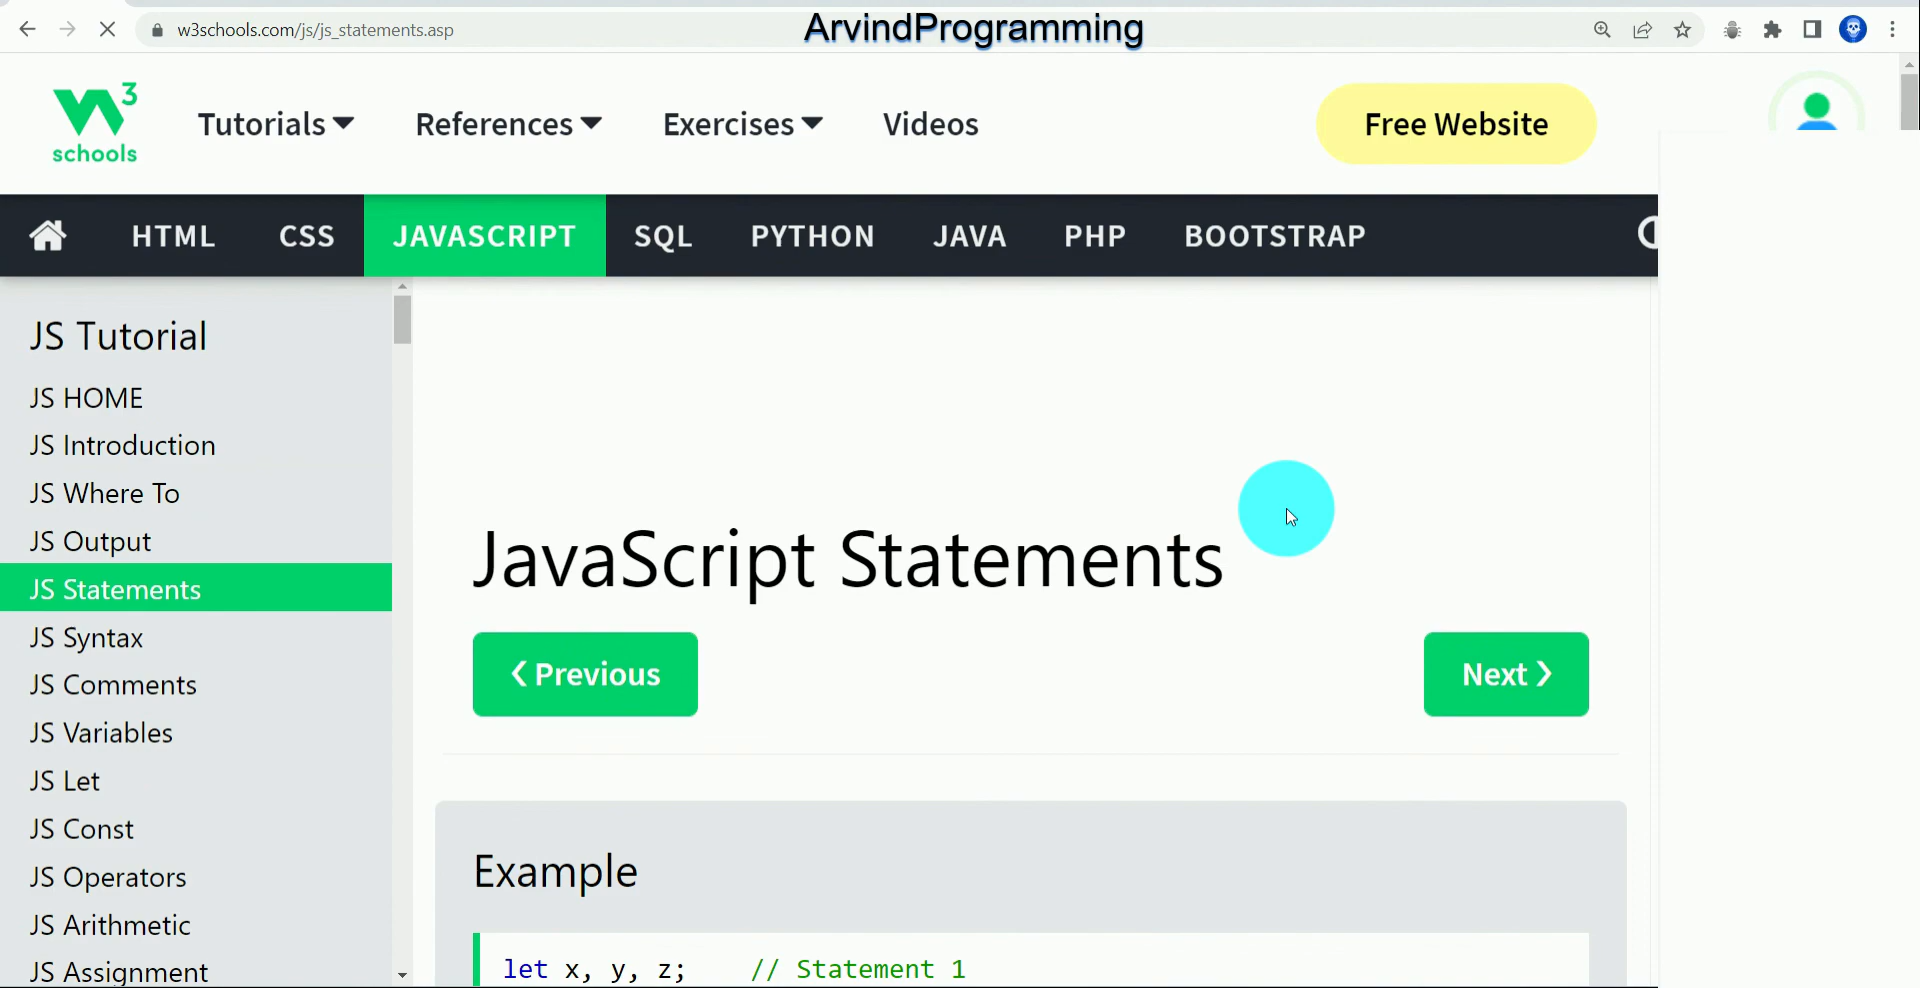 w3schools.com/js/js_statements.asp
ArvindProgramming
3
schools
Tutorials
References
Exercises
Videos
Free Website
HTML
CSS
JAVASCRIPT
SQL
PYTHON
JAVA
PHP
BOOTSTRAP
JS Tutorial
JS HOME
JS Introduction
JS Where To
JS Output
JS Statements
JS Syntax
JS Comments
JS Variables
JS Let
JS Const
JS Operators
JS Arithmetic
JS Assignment
JavaScript Statements
❮ Previous
Next ❯
Example
let x, y, z;    // Statement 1